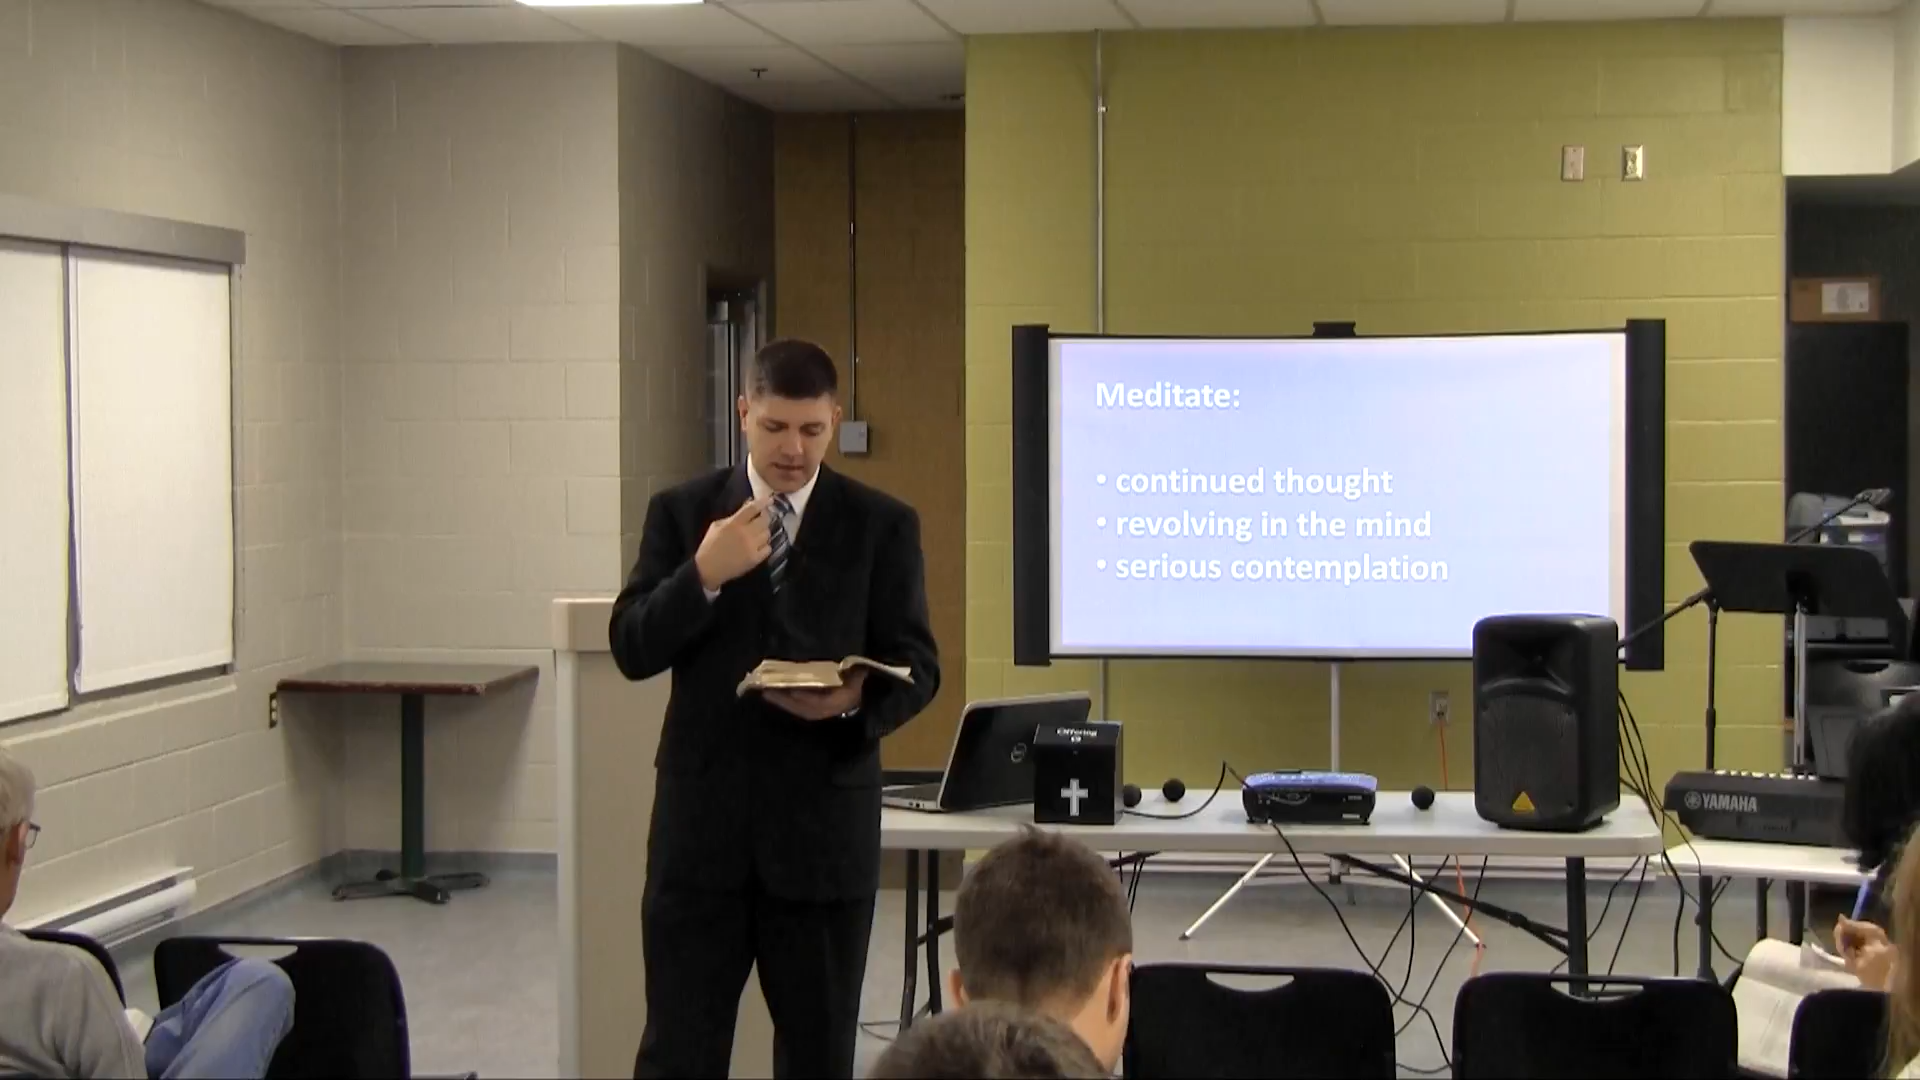 Meditate:
• continued thought
• revolving in the mind
• serious contemplation
Offering
YAMAHA